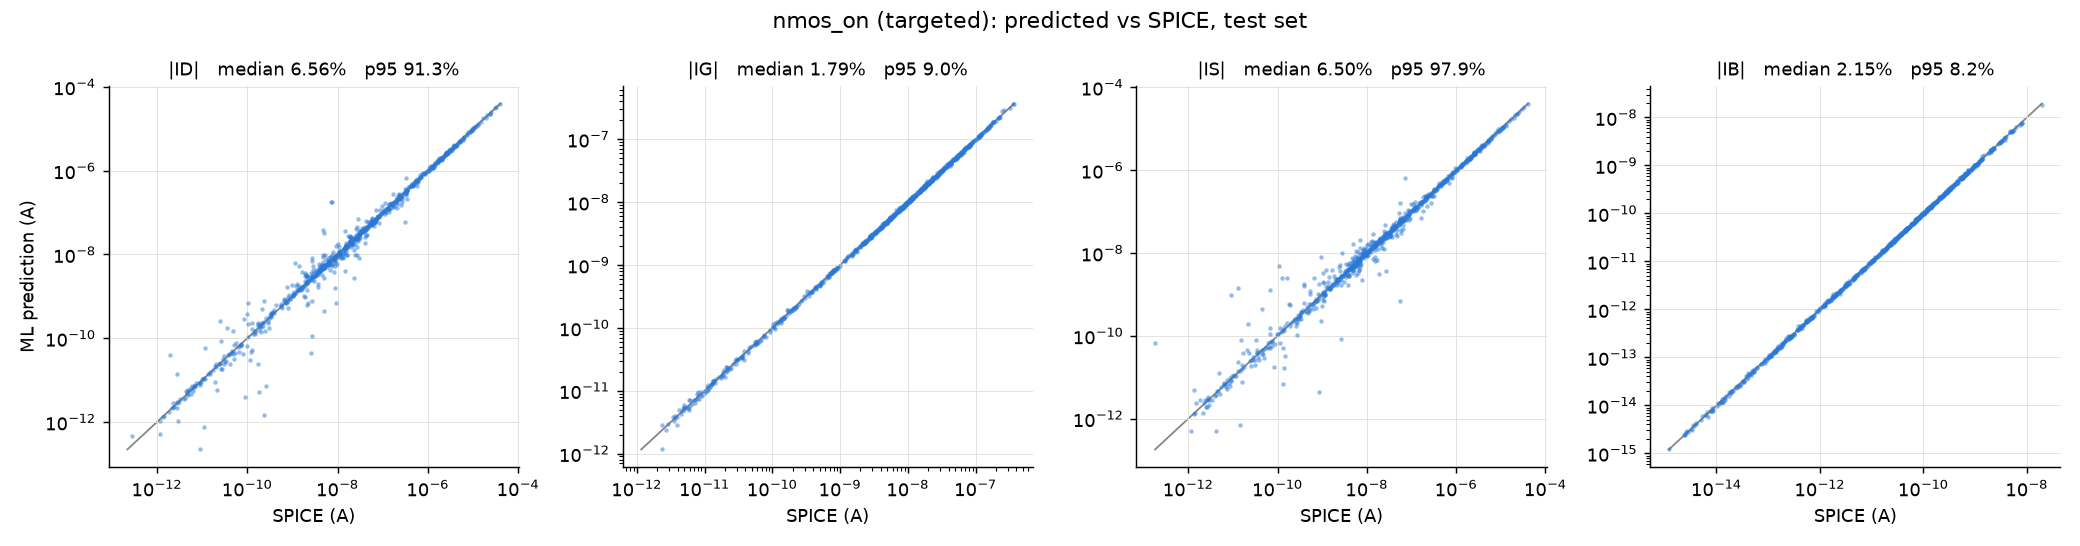 nmos_on (targeted): predicted vs SPICE, test set
|ID|   median 6.56%   p95 91.3%
|IG|   median 1.79%   p95 9.0%
|IS|   median 6.50%   p95 97.9%
|IB|   median 2.15%   p95 8.2%
ML prediction (A)
10⁻⁴
10⁻⁶
10⁻⁸
10⁻¹⁰
10⁻¹²
10⁻¹² 10⁻¹⁰ 10⁻⁸ 10⁻⁶ 10⁻⁴
SPICE (A)
10⁻⁷
10⁻⁸
10⁻⁹
10⁻¹⁰
10⁻¹¹
10⁻¹²
10⁻¹² 10⁻¹¹ 10⁻¹⁰ 10⁻⁹ 10⁻⁸ 10⁻⁷
SPICE (A)
10⁻⁴
10⁻⁶
10⁻⁸
10⁻¹⁰
10⁻¹²
10⁻¹² 10⁻¹⁰ 10⁻⁸ 10⁻⁶ 10⁻⁴
SPICE (A)
10⁻⁸
10⁻⁹
10⁻¹⁰
10⁻¹¹
10⁻¹²
10⁻¹³
10⁻¹⁴
10⁻¹⁵
10⁻¹⁴ 10⁻¹² 10⁻¹⁰ 10⁻⁸
SPICE (A)